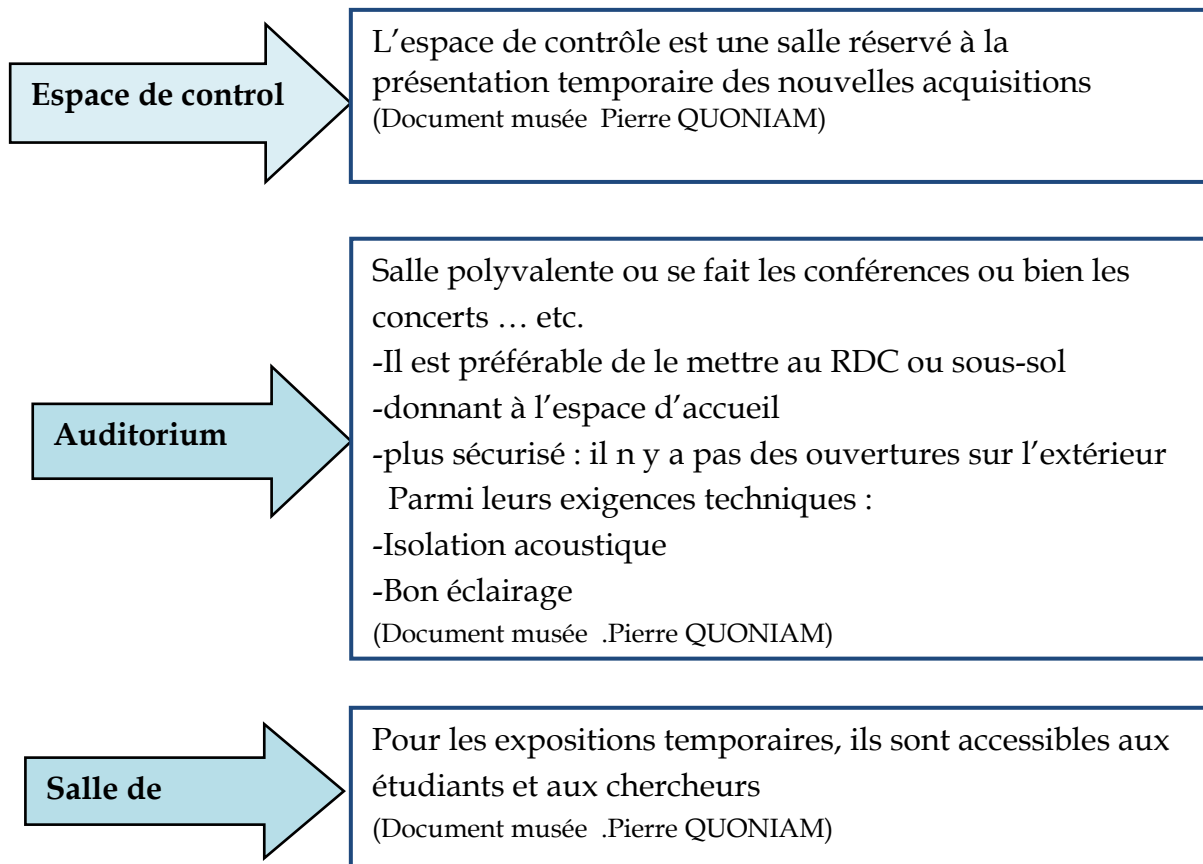 Espace de control
L'espace de contrôle est une salle réservé à la
présentation temporaire des nouvelles acquisitions
(Document musée Pierre QUONIAM)
Auditorium
Salle polyvalente ou se fait les conférences ou bien les
concerts … etc.
-Il est préférable de le mettre au RDC ou sous-sol
-donnant à l'espace d'accueil
-plus sécurisé : il n y a pas des ouvertures sur l'extérieur
Parmi leurs exigences techniques :
-Isolation acoustique
-Bon éclairage
(Document musée .Pierre QUONIAM)
Salle de
Pour les expositions temporaires, ils sont accessibles aux
étudiants et aux chercheurs
(Document musée .Pierre QUONIAM)